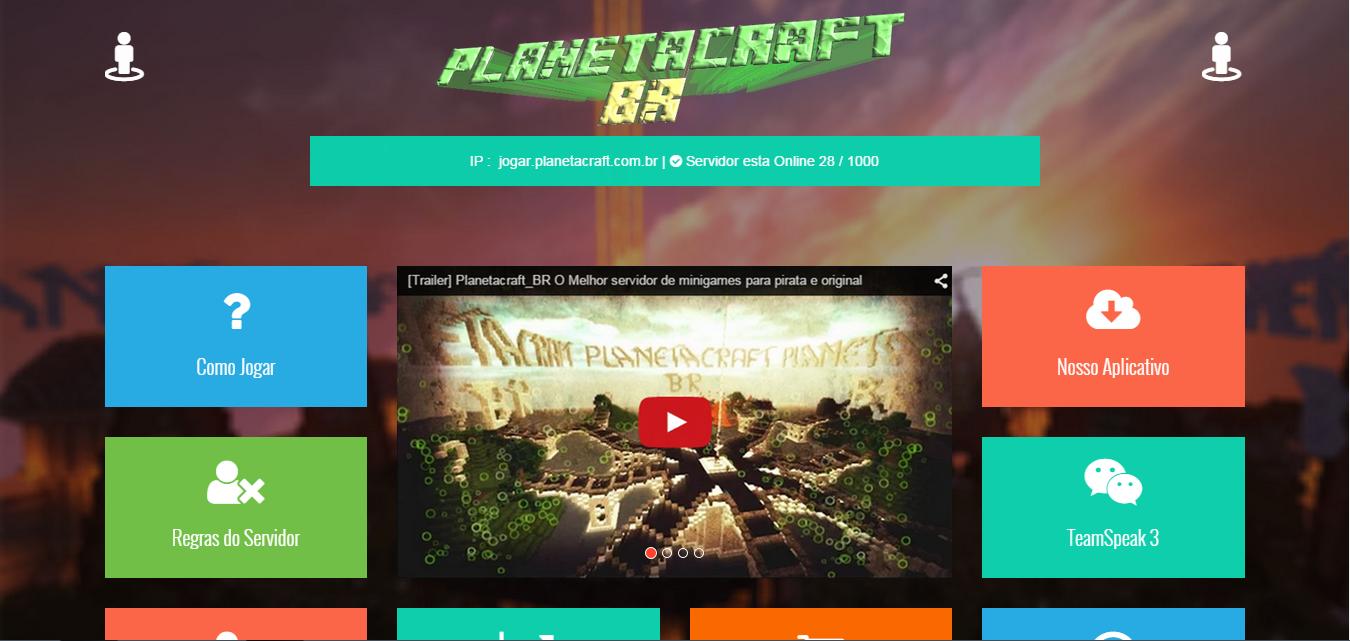 PLANETACRAFT
BR
IP : jogar.planetacraft.com.br | Servidor esta Online 28 / 1000
Como Jogar
[Trailer] Planetacraft_BR O Melhor servidor de minigames para pirata e original
PLANETACRAFT
BR
Nosso Aplicativo
Regras do Servidor
TeamSpeak 3